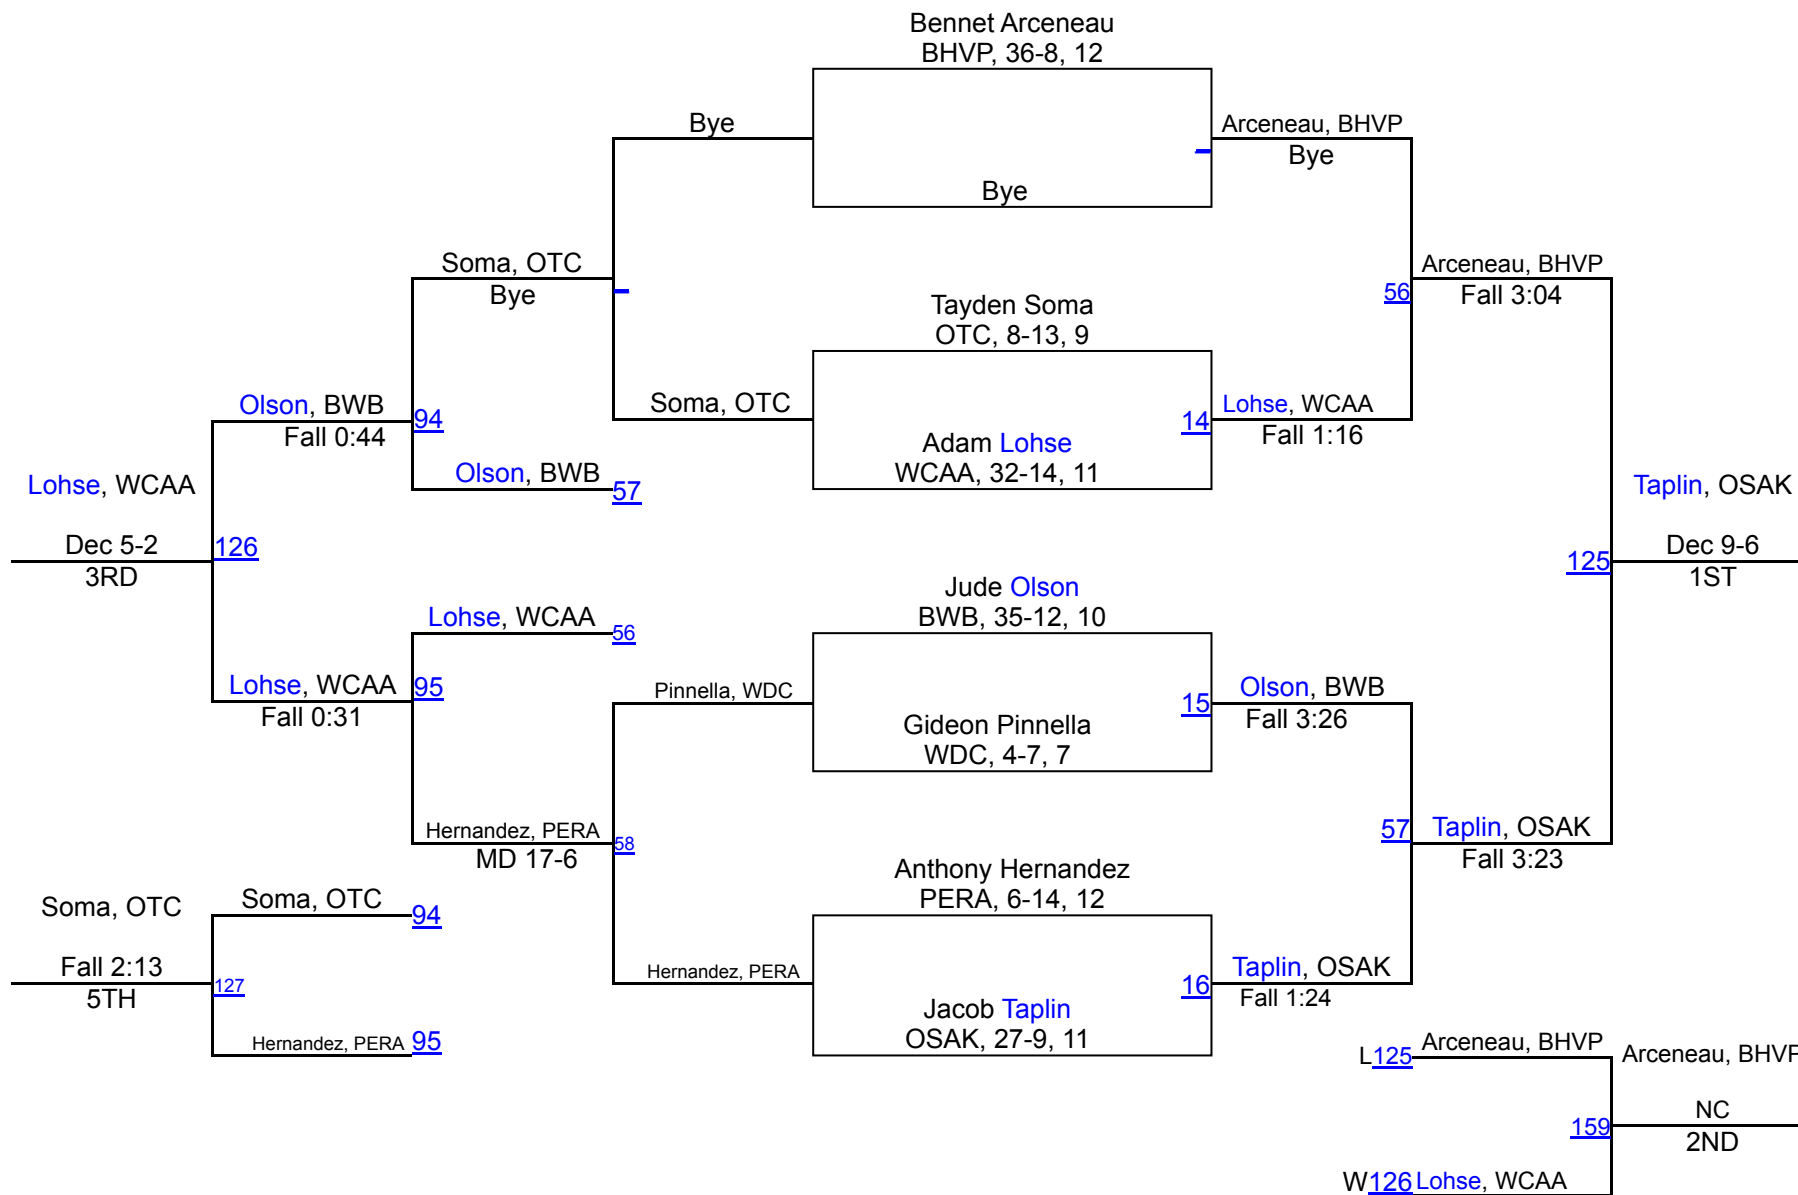 Bennet Arceneau
BHVP, 36-8, 12
Bye
Arceneau, BHVP
Bye
Bye
Soma, OTC
Bye
Arceneau, BHVP
Fall 3:04
56
Tayden Soma
OTC, 8-13, 9
Olson, BWB
Fall 0:44
94
Soma, OTC
14
Lohse, WCAA
Fall 1:16
Adam Lohse
WCAA, 32-14, 11
Olson, BWB
57
Lohse, WCAA
Dec 5-2
3RD
126
Taplin, OSAK
Dec 9-6
1ST
125
Jude Olson
BWB, 35-12, 10
Lohse, WCAA
56
Lohse, WCAA
Fall 0:31
95
Pinnella, WDC
15
Olson, BWB
Fall 3:26
Gideon Pinnella
WDC, 4-7, 7
Hernandez, PERA
MD 17-6
58
57
Taplin, OSAK
Fall 3:23
Anthony Hernandez
PERA, 6-14, 12
Soma, OTC
Fall 2:13
5TH
Soma, OTC
94
127
Hernandez, PERA
95
Hernandez, PERA
16
Taplin, OSAK
Fall 1:24
Jacob Taplin
OSAK, 27-9, 11
L125
Arceneau, BHVP
Arceneau, BHVP
NC
2ND
159
W126
Lohse, WCAA